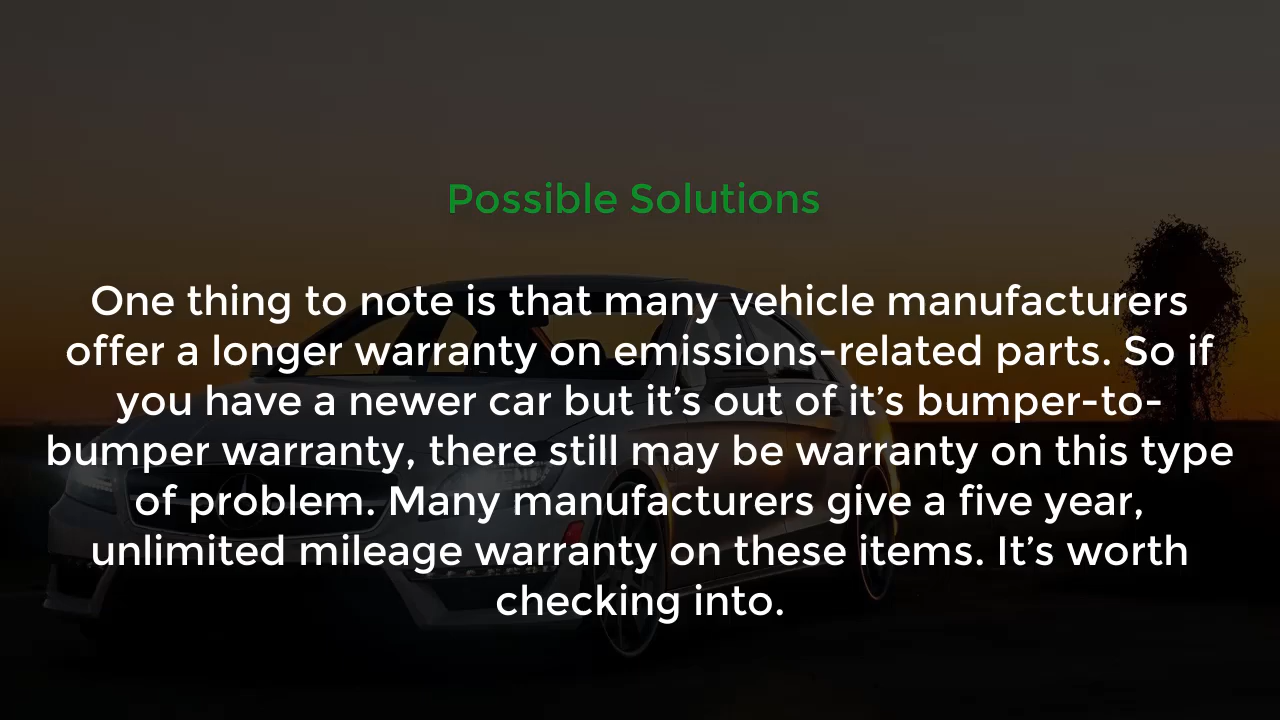 Possible Solutions
One thing to note is that many vehicle manufacturers
offer a longer warranty on emissions-related parts. So if
you have a newer car but it’s out of it’s bumper-to-
bumper warranty, there still may be warranty on this type
of problem. Many manufacturers give a five year,
unlimited mileage warranty on these items. It’s worth
checking into.